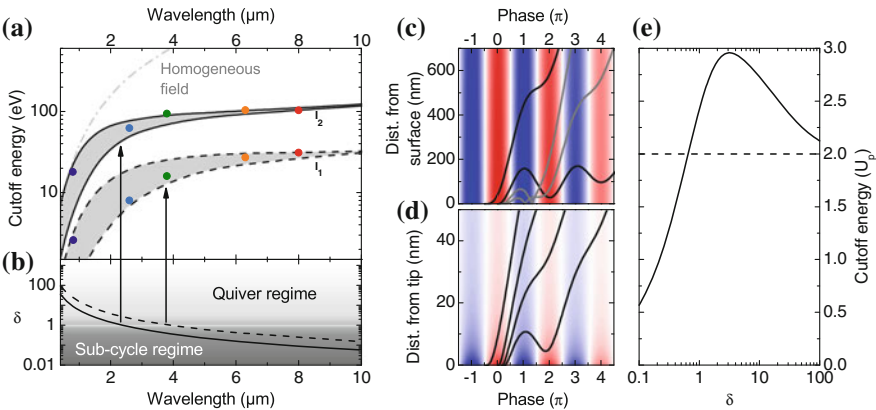 Wavelength (μm)
2 4 6 8 10
(a)
Homogeneous
field
Cutoff energy (eV)
100
10
I2
I1
(b)
Quiver regime
Sub-cycle regime
δ
100
1
0.01
2 4 6 8 10
Wavelength (μm)
Phase (π)
-1 0 1 2 3 4
(c)
Dist. from
surface (nm)
600
400
200
0
(d)
Dist. from tip (nm)
40
20
0
-1 0 1 2 3 4
Phase (π)
(e)
3.0
2.5
2.0
1.5
1.0
0.5
0.0
Cutoff energy (Up)
0.1 1 10 100
δ